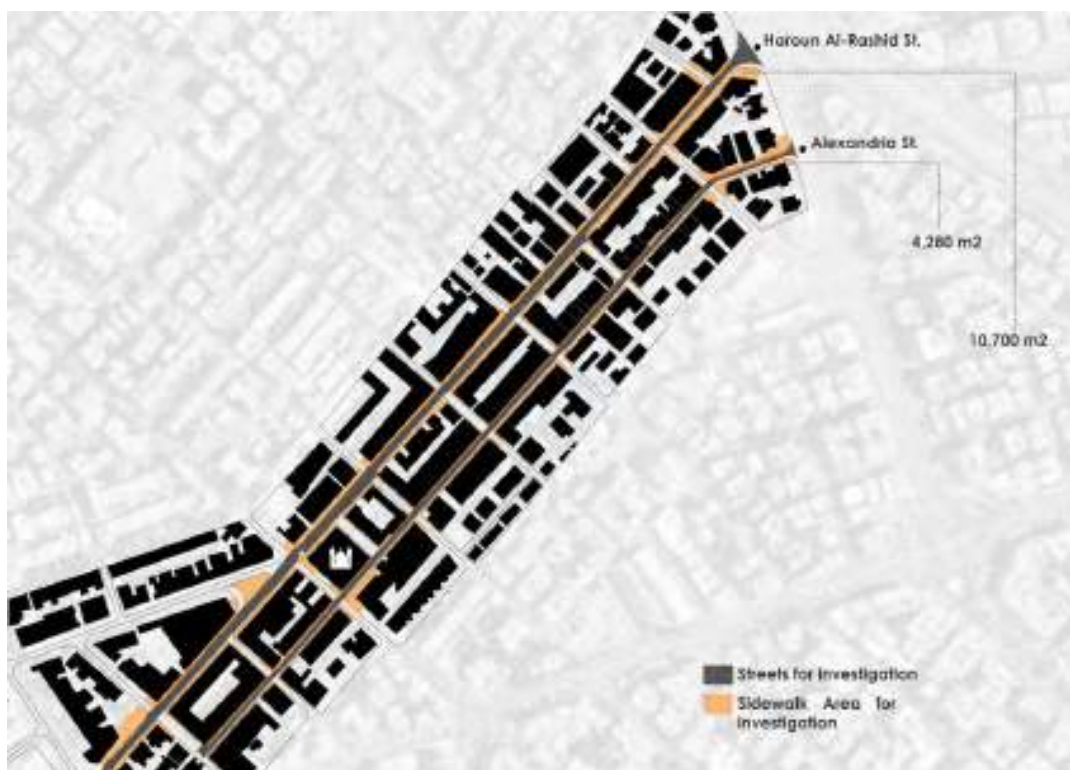 Haroun Al-Rashid St.
Alexandria St.
4,280 m2
10,700 m2
Streets for Investigation
Sidewalk Area for
Investigation